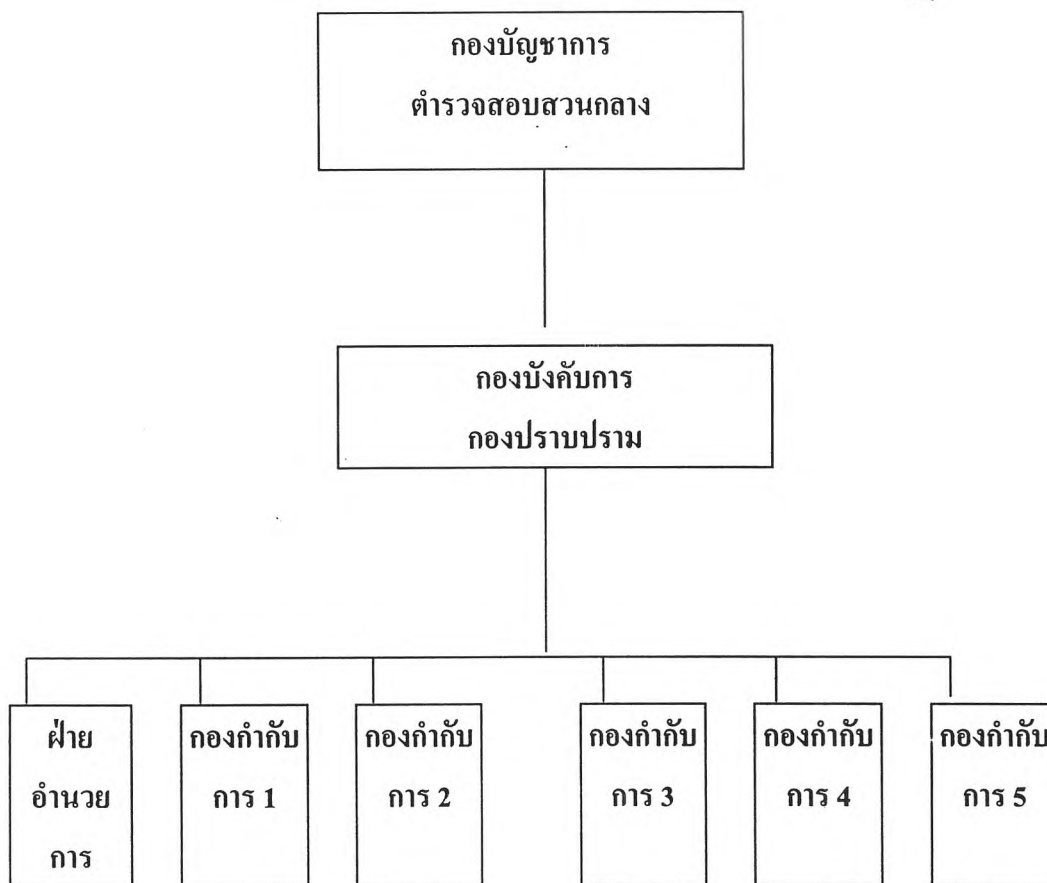 กองบัญชาการ
ตำรวจสอบสวนกลาง
กองบังคับการ
กองปราบปราม
ฝ่าย
อำนวย
การ
กองกำกับ
การ 1
กองกำกับ
การ 2
กองกำกับ
การ 3
กองกำกับ
การ 4
กองกำกับ
การ 5